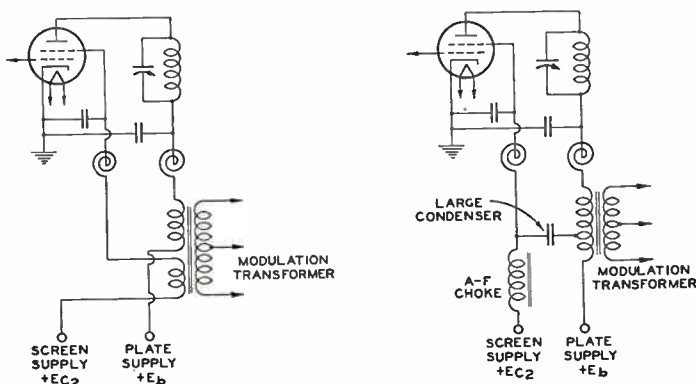 MODULATION
TRANSFORMER
SCREEN
SUPPLY
+EC2
PLATE
SUPPLY
+Eb
LARGE
CONDENSER
A-F
CHOKE
MODULATION
TRANSFORMER
SCREEN
SUPPLY
+EC2
PLATE
SUPPLY
+Eb